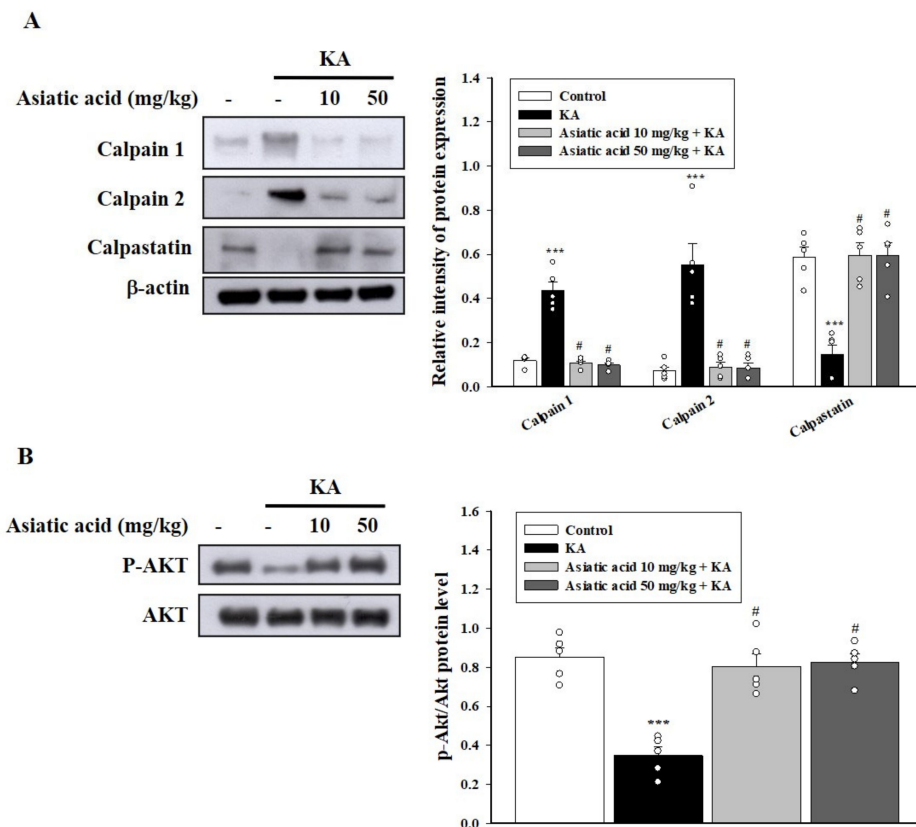 A
KA
Asiatic acid (mg/kg) - - 10 50
Calpain 1
Calpain 2
Calpastatin
β-actin
Relative intensity of protein expression
1.4
1.2
1.0
0.8
0.6
0.4
0.2
0.0
Control
KA
Asiatic acid 10 mg/kg + KA
Asiatic acid 50 mg/kg + KA
***
# #
***
# #
***
# #
Calpain 1
Calpain 2
Calpastatin
B
KA
Asiatic acid (mg/kg) - - 10 50
P-AKT
AKT
p-Akt/Akt protein level
1.6
1.4
1.2
1.0
0.8
0.6
0.4
0.2
0.0
Control
KA
Asiatic acid 10 mg/kg + KA
Asiatic acid 50 mg/kg + KA
***
#
#